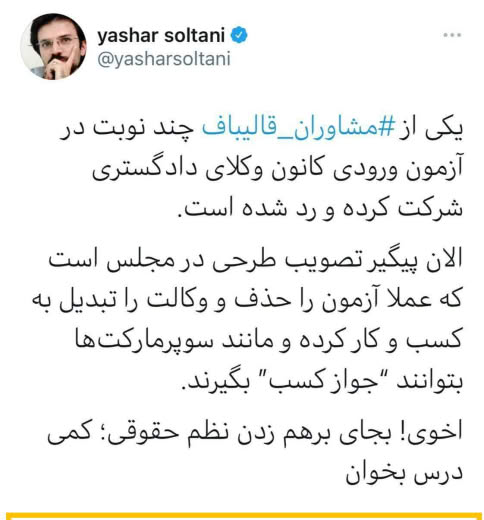 yashar soltani
@yasharsoltani
یکی از #مشاوران_قالیباف چند نوبت در
آزمون ورودی کانون وکلای دادگستری
شرکت کرده و رد شده است.
الان پیگیر تصویب طرحی در مجلس است
که عملا آزمون را حذف و وکالت را تبدیل به
کسب و کار کرده و مانند سوپرمارکت‌ها
بتوانند “جواز کسب” بگیرند.
اخوی! بجای برهم زدن نظم حقوقی؛ کمی
درس بخوان